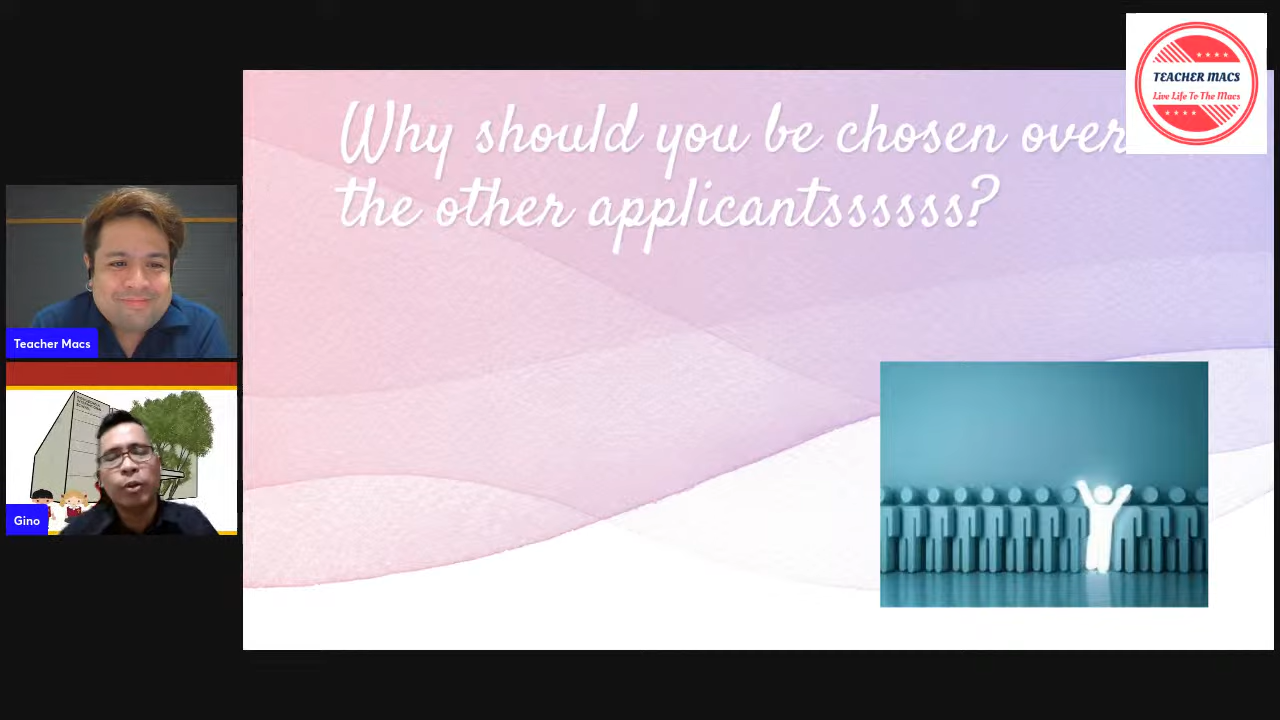 Why should you be chosen over
the other applicantssssss?
TEACHER MACS
Live Life To The Macs
Teacher Macs
Gino